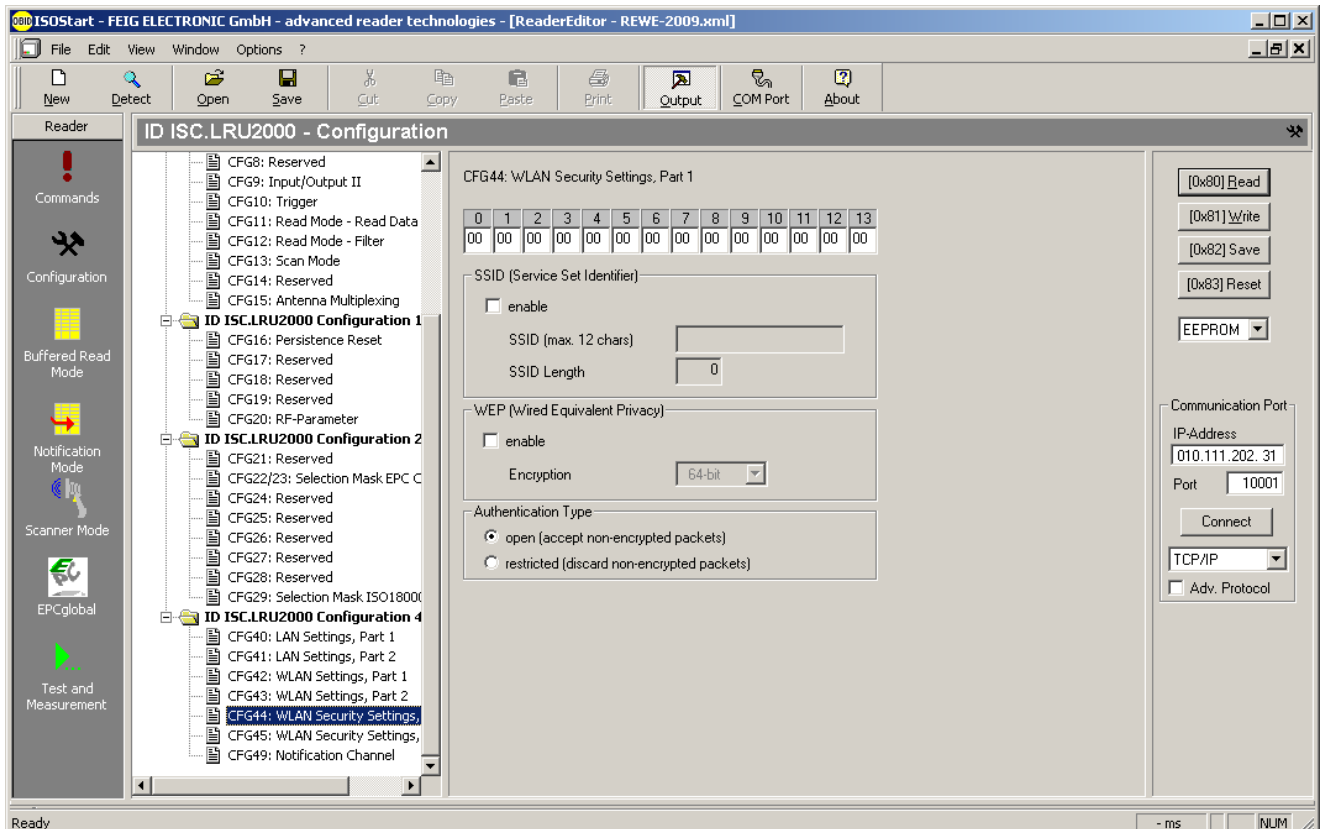 OBID ISOStart - FEIG ELECTRONIC GmbH - advanced reader technologies - [ReaderEditor - REWE-2009.xml]
File Edit View Window Options ?
New Detect Open Save Cut Copy Paste Print Output COM Port About
Reader
ID ISC.LRU2000 - Configuration
Commands
Configuration
Buffered Read
Mode
Notification
Mode
Scanner Mode
EPCglobal
Test and
Measurement
CFG8: Reserved
CFG9: Input/Output II
CFG10: Trigger
CFG11: Read Mode - Read Data
CFG12: Read Mode - Filter
CFG13: Scan Mode
CFG14: Reserved
CFG15: Antenna Multiplexing
ID ISC.LRU2000 Configuration 1
CFG16: Persistence Reset
CFG17: Reserved
CFG18: Reserved
CFG19: Reserved
CFG20: RF-Parameter
ID ISC.LRU2000 Configuration 2
CFG21: Reserved
CFG22/23: Selection Mask EPC C
CFG24: Reserved
CFG25: Reserved
CFG26: Reserved
CFG27: Reserved
CFG28: Reserved
CFG29: Selection Mask ISO1800
ID ISC.LRU2000 Configuration 4
CFG40: LAN Settings, Part 1
CFG41: LAN Settings, Part 2
CFG42: WLAN Settings, Part 1
CFG43: WLAN Settings, Part 2
CFG44: WLAN Security Settings,
CFG45: WLAN Security Settings,
CFG49: Notification Channel
CFG44: WLAN Security Settings, Part 1
0 1 2 3 4 5 6 7 8 9 10 11 12 13
00 00 00 00 00 00 00 00 00 00 00 00 00 00
SSID (Service Set Identifier)
enable
SSID (max. 12 chars)
SSID Length 0
WEP (Wired Equivalent Privacy)
enable
Encryption 64-bit
Authentication Type
open (accept non-encrypted packets)
restricted (discard non-encrypted packets)
[0x80] Read
[0x81] Write
[0x82] Save
[0x83] Reset
EEPROM
Communication Port
IP-Address
010.111.202. 31
Port 10001
Connect
TCP/IP
Adv. Protocol
Ready - ms NUM